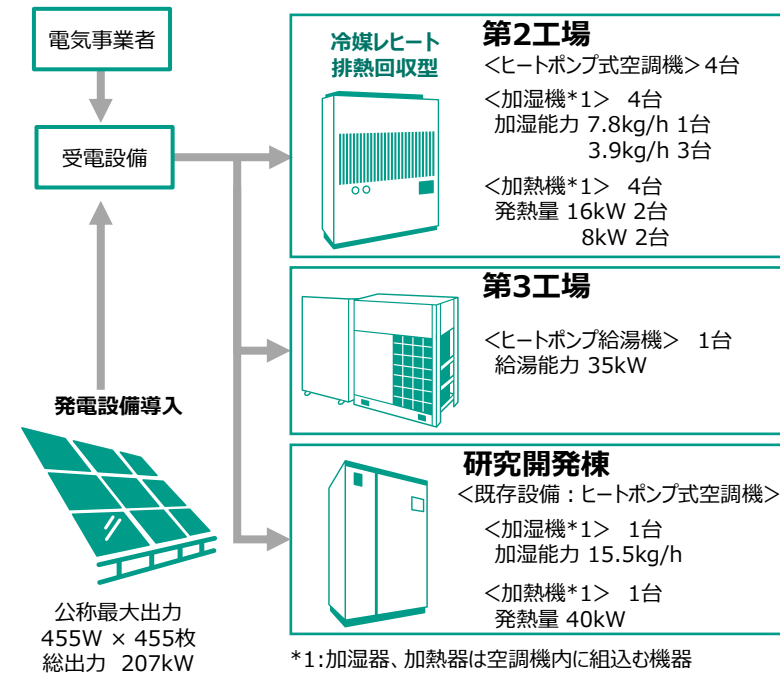 電気事業者
受電設備
発電設備導入
公称最大出力
455W × 455枚
総出力 207kW
冷媒レヒート
排熱回収型
第2工場
<ヒートポンプ式空調機>4台
<加湿機*1> 4台
加湿能力 7.8kg/h 1台
3.9kg/h 3台
<加熱機*1> 4台
発熱量 16kW 2台
8kW 2台
第3工場
<ヒートポンプ給湯機> 1台
給湯能力 35kW
研究開発棟
<既存設備：ヒートポンプ式空調機>
<加湿機*1> 1台
加湿能力 15.5kg/h
<加熱機*1> 1台
発熱量 40kW
*1:加湿器、加熱器は空調機内に組込む機器